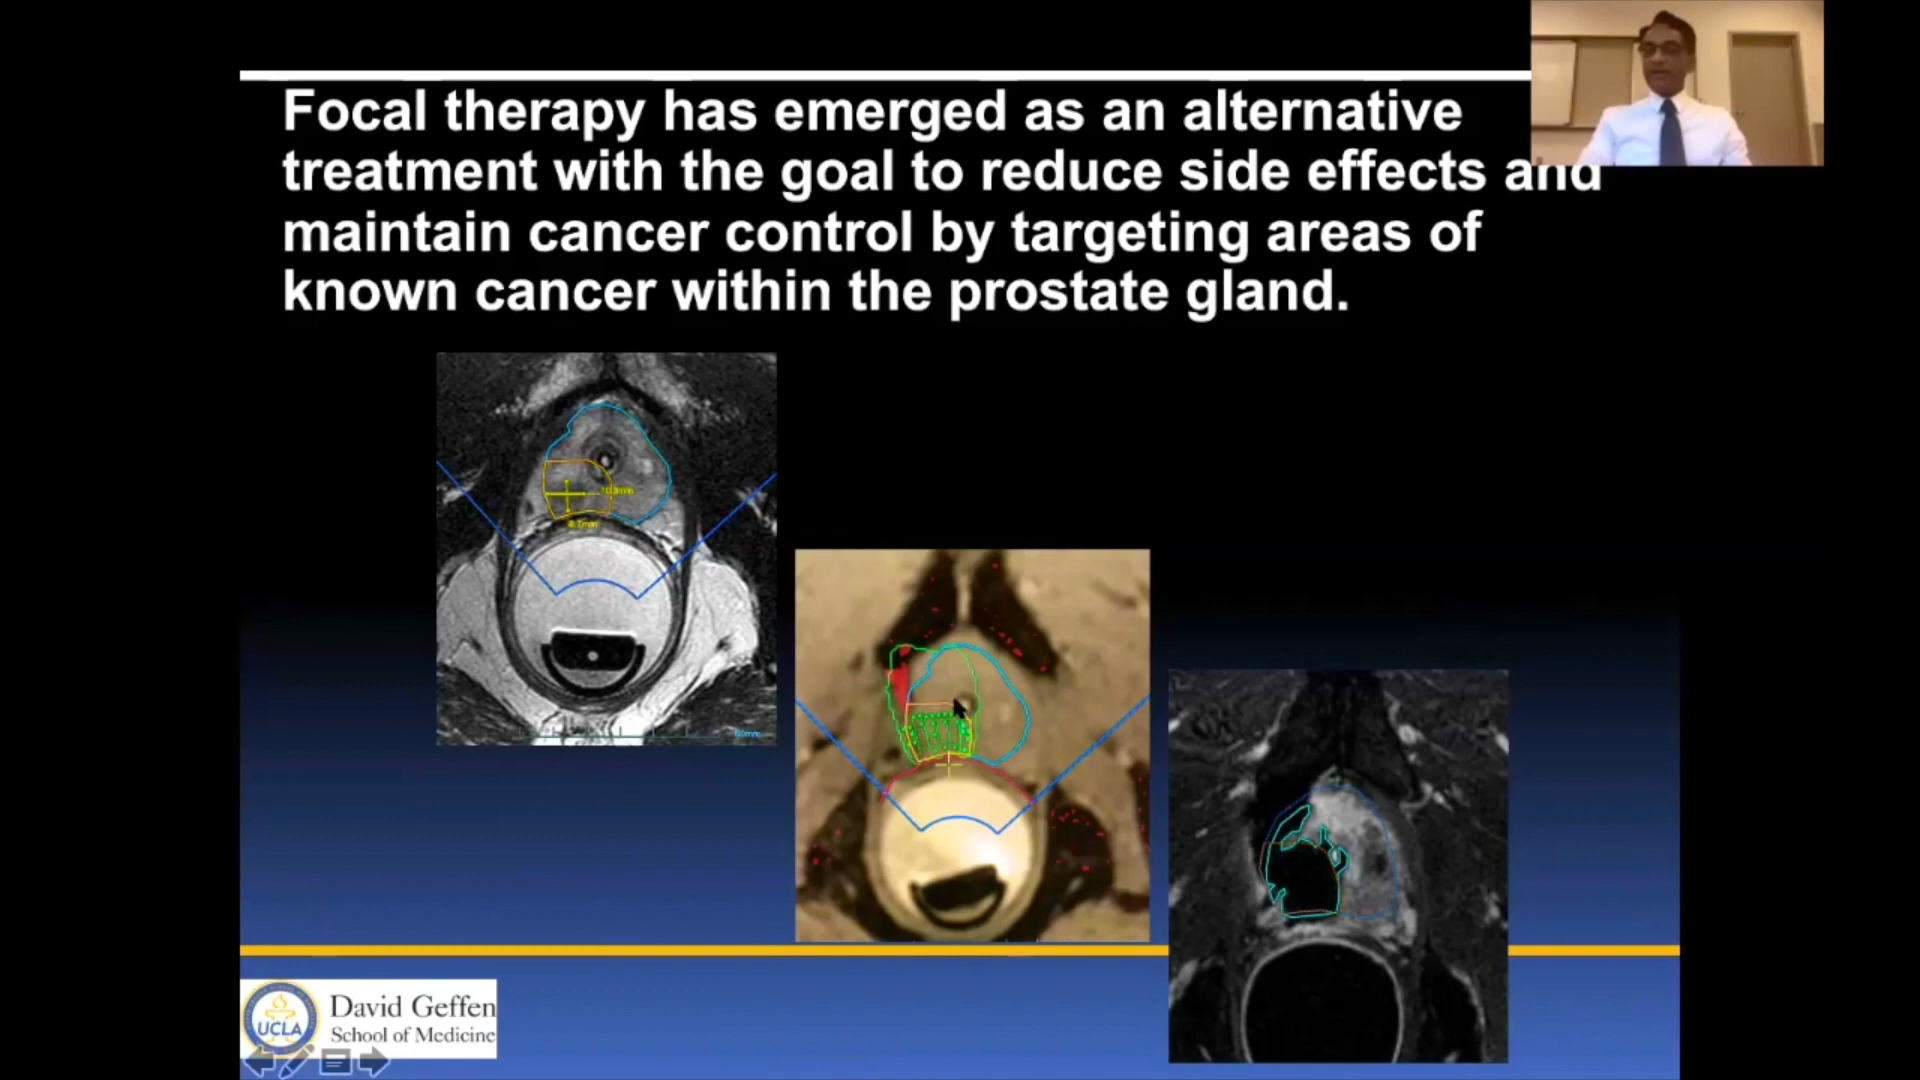 Focal therapy has emerged as an alternative
treatment with the goal to reduce side effects and
maintain cancer control by targeting areas of
known cancer within the prostate gland.
David Geffen
School of Medicine
UCLA